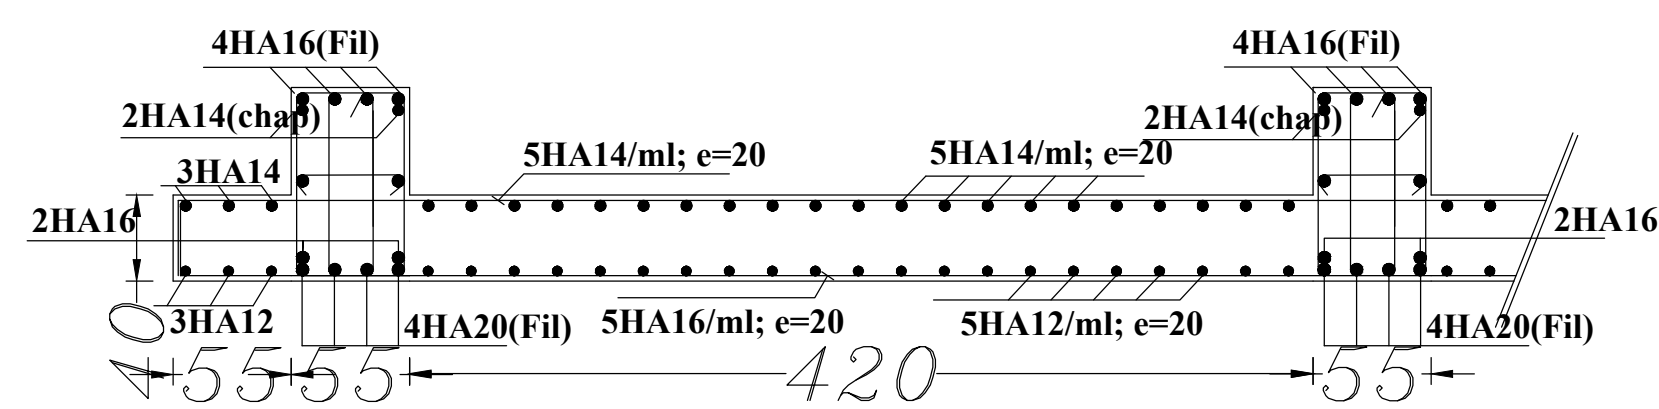 4HA16(Fil)
4HA16(Fil)
2HA14(chap)
2HA14(chap)
5HA14/ml; e=20
5HA14/ml; e=20
3HA14
2HA16
2HA16
3HA12
4HA20(Fil)
5HA16/ml; e=20
5HA12/ml; e=20
4HA20(Fil)
40
55
55
420
55